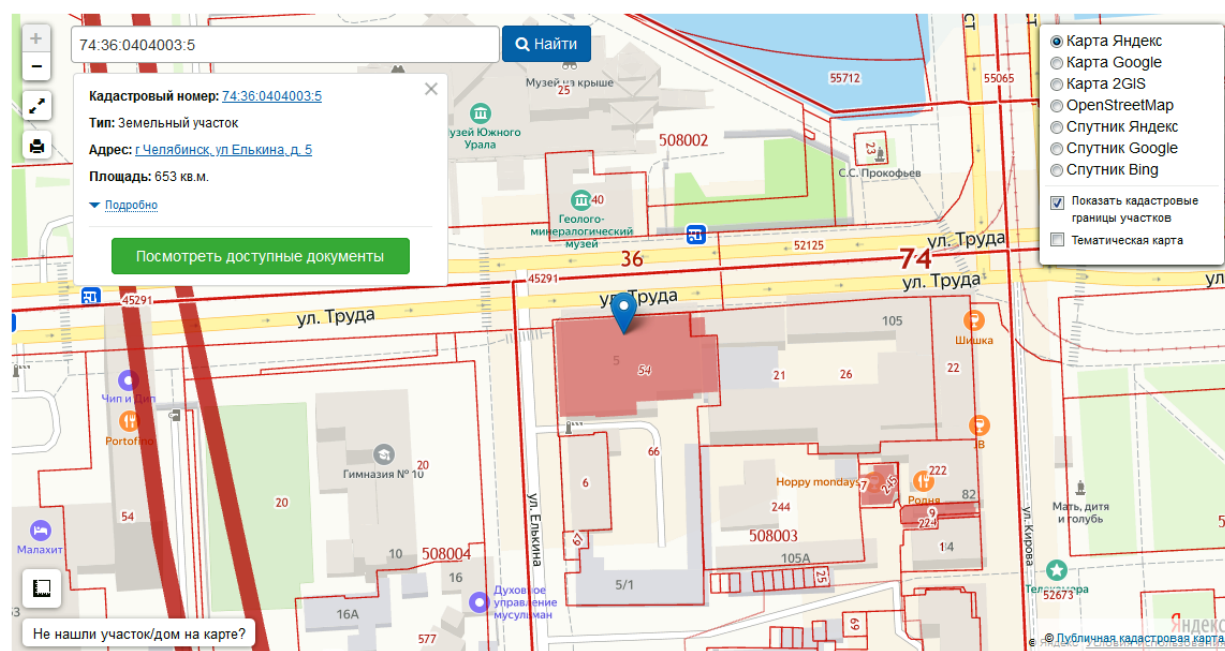 +
−
74:36:0404003:5
Найти
Кадастровый номер: 74:36:0404003:5
Тип: Земельный участок
Адрес: г Челябинск, ул Елькина, д. 5
Площадь: 653 кв.м.
Подробно
Посмотреть доступные документы
Карта Яндекс
Карта Google
Карта 2GIS
OpenStreetMap
Спутник Яндекс
Спутник Google
Спутник Bing
Показать кадастровые
границы участков
Тематическая карта
Музей на крыше
25
55712
55065
узей Южного
Урала
508002
23
С.С. Прокофьев
40
Геолого-
минералогический
музей
36
52125
ул. Труда
74
45291
45291
ул. Труда
ул. Труда
ул. Труда
ул
105
Шишка
5
54
21
26
22
Чип и Дип
Portofino
Гимназия № 10
20
20
54
66
6
Hoppy mondays
7
245
222
Родня
82
9
224
Мать, дитя
и голубь
244
508003
14
Малахит
67
ул. Елькина
ул. Кирова
10
508004
105А
16
5/1
25
Духовное
управление
мусульман
52673
16А
577
69
Не нашли участок/дом на карте?
Яндекс
© Публичная кадастровая карта
Условия использования